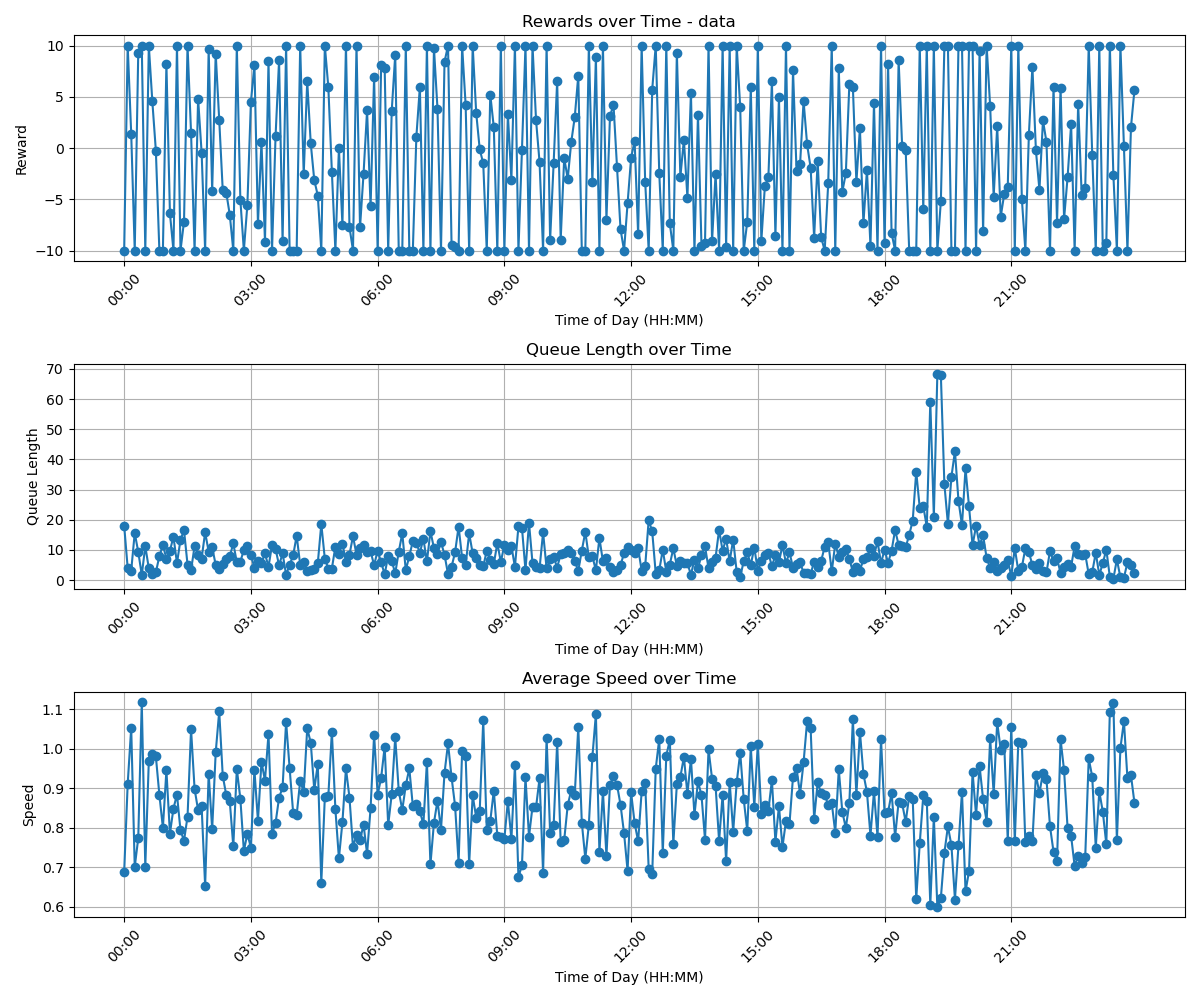 Rewards over Time - data
10
5
0
−5
−10
Reward
00:00 03:00 06:00 09:00 12:00 15:00 18:00 21:00
Time of Day (HH:MM)
Queue Length over Time
70
60
50
40
30
20
10
0
Queue Length
00:00 03:00 06:00 09:00 12:00 15:00 18:00 21:00
Time of Day (HH:MM)
Average Speed over Time
1.1
1.0
0.9
0.8
0.7
0.6
Speed
00:00 03:00 06:00 09:00 12:00 15:00 18:00 21:00
Time of Day (HH:MM)